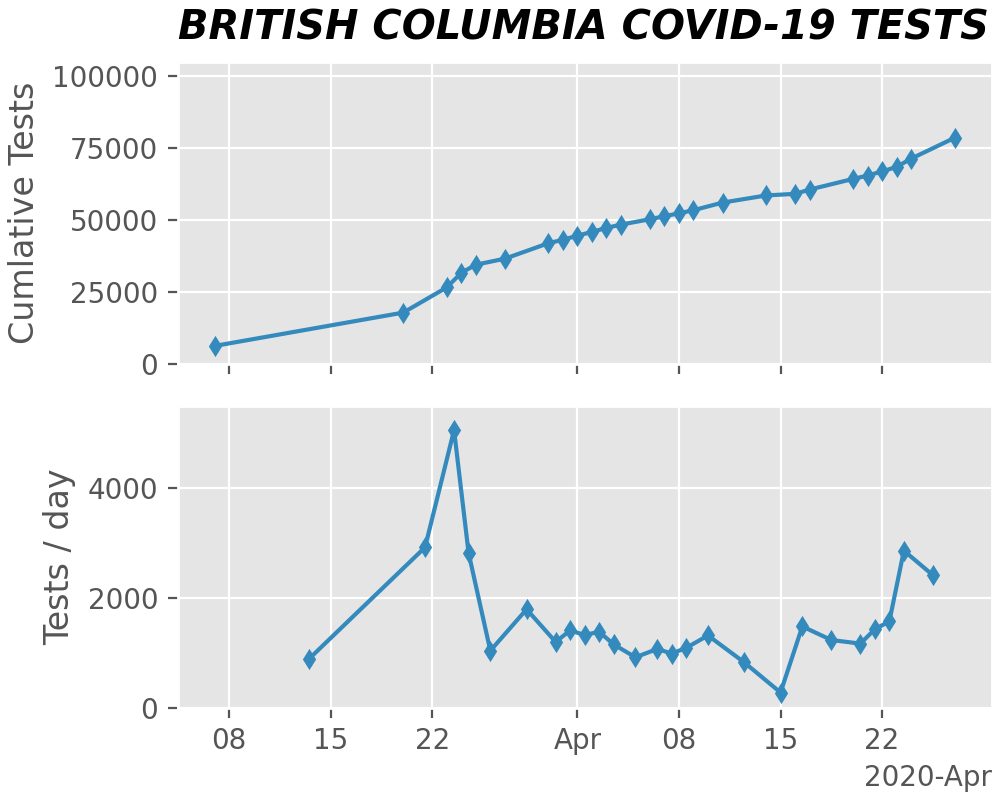 BRITISH COLUMBIA COVID-19 TESTS
100000
75000
50000
25000
0
Cumlative Tests
4000
2000
0
Tests / day
08 15 22 Apr 08 15 22
2020-Apr